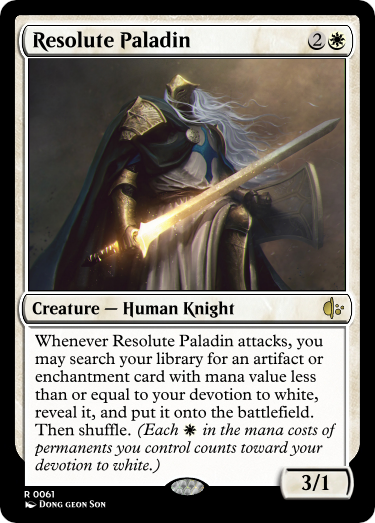 Resolute Paladin 2
Creature — Human Knight
Whenever Resolute Paladin attacks, you
may search your library for an artifact or
enchantment card with mana value less
than or equal to your devotion to white,
reveal it, and put it onto the battlefield.
Then shuffle. (Each in the mana costs of
permanents you control counts toward your
devotion to white.)
3/1
R 0061
Dong geon Son